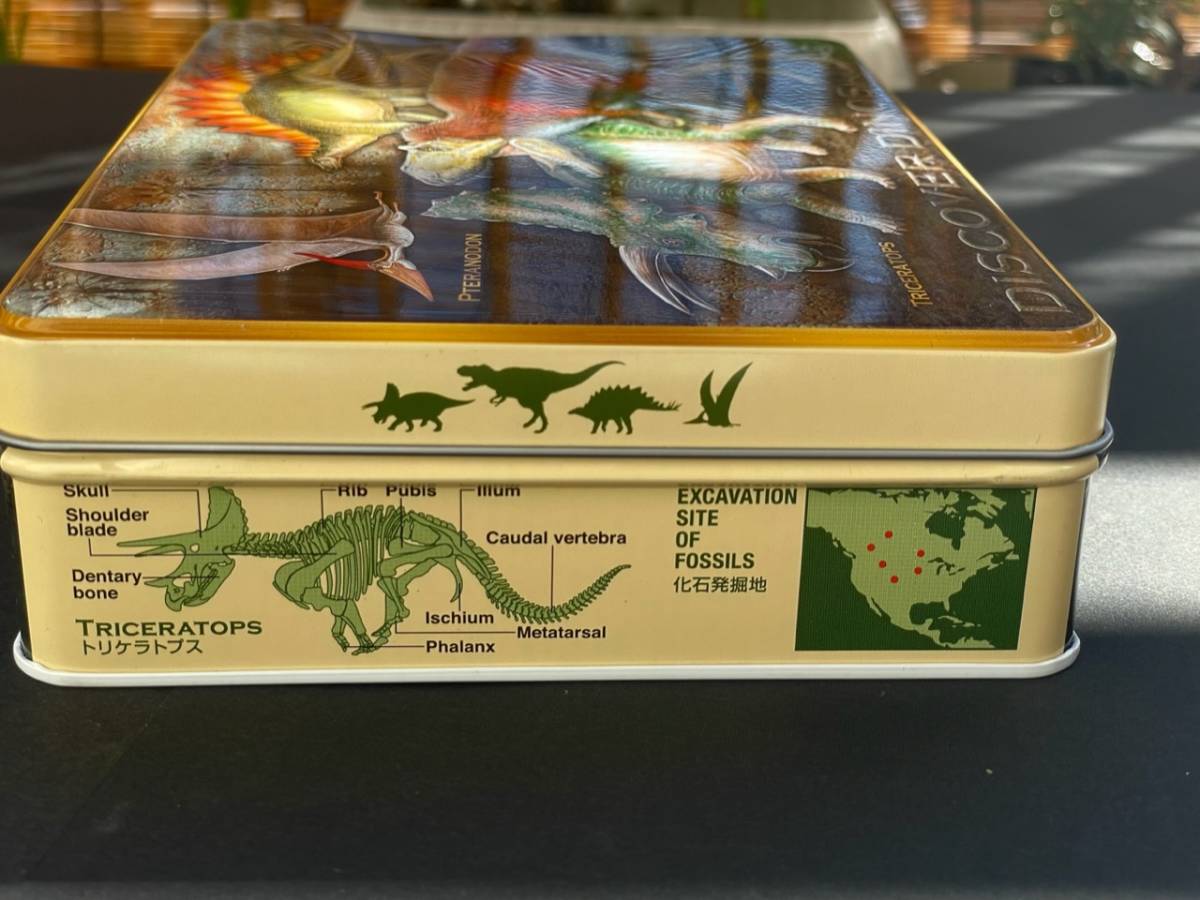 PTERANODON
TRICERATOPS
DISCOVER DINOS
Skull
Rib
Pubis
Ilium
Shoulder
blade
Caudal vertebra
Dentary
bone
Ischium
Metatarsal
Phalanx
TRICERATOPS
トリケラトプス
EXCAVATION
SITE
OF
FOSSILS
化石発掘地